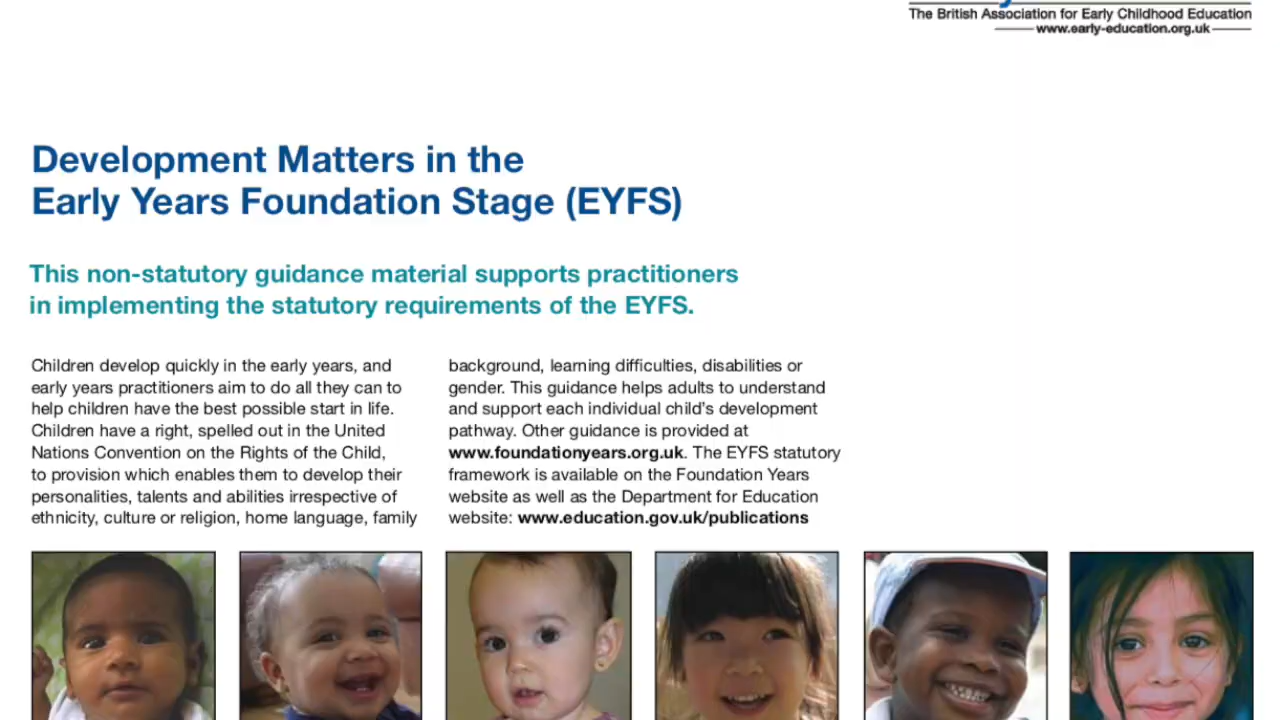 The British Association for Early Childhood Education
www.early-education.org.uk
Development Matters in the
Early Years Foundation Stage (EYFS)
This non-statutory guidance material supports practitioners
in implementing the statutory requirements of the EYFS.
Children develop quickly in the early years, and
early years practitioners aim to do all they can to
help children have the best possible start in life.
Children have a right, spelled out in the United
Nations Convention on the Rights of the Child,
to provision which enables them to develop their
personalities, talents and abilities irrespective of
ethnicity, culture or religion, home language, family
background, learning difficulties, disabilities or
gender. This guidance helps adults to understand
and support each individual child's development
pathway. Other guidance is provided at
www.foundationyears.org.uk. The EYFS statutory
framework is available on the Foundation Years
website as well as the Department for Education
website: www.education.gov.uk/publications